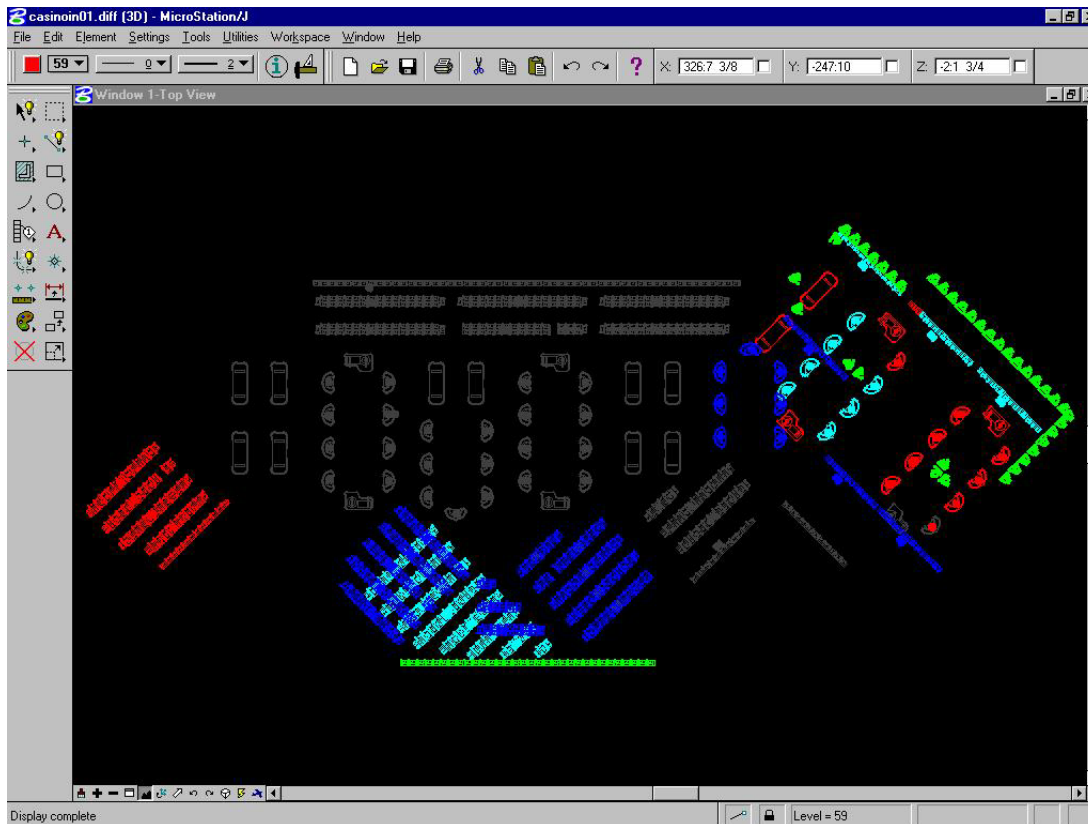 casinoin01.diff (3D) - MicroStation/J
File Edit Element Settings Tools Utilities Workspace Window Help
59 0 2 X: 326:7 3/8 Y: -247:10 Z: -2:1 3/4
Window 1-Top View
Display complete Level = 59